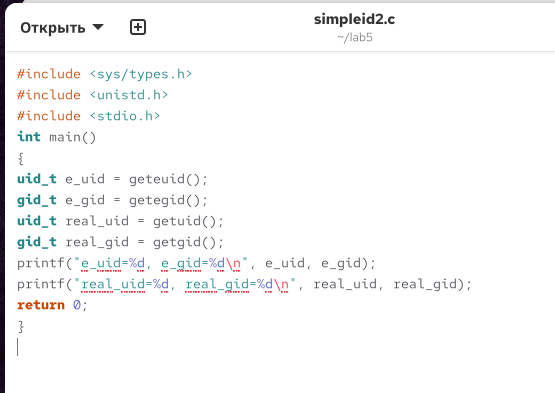 Открыть
simpleid2.c
~/lab5
#include <sys/types.h>
#include <unistd.h>
#include <stdio.h>
int main()
{
uid_t e_uid = geteuid();
gid_t e_gid = getegid();
uid_t real_uid = getuid();
gid_t real_gid = getgid();
printf("e_uid=%d, e_gid=%d\n", e_uid, e_gid);
printf("real_uid=%d, real_gid=%d\n", real_uid, real_gid);
return 0;
}